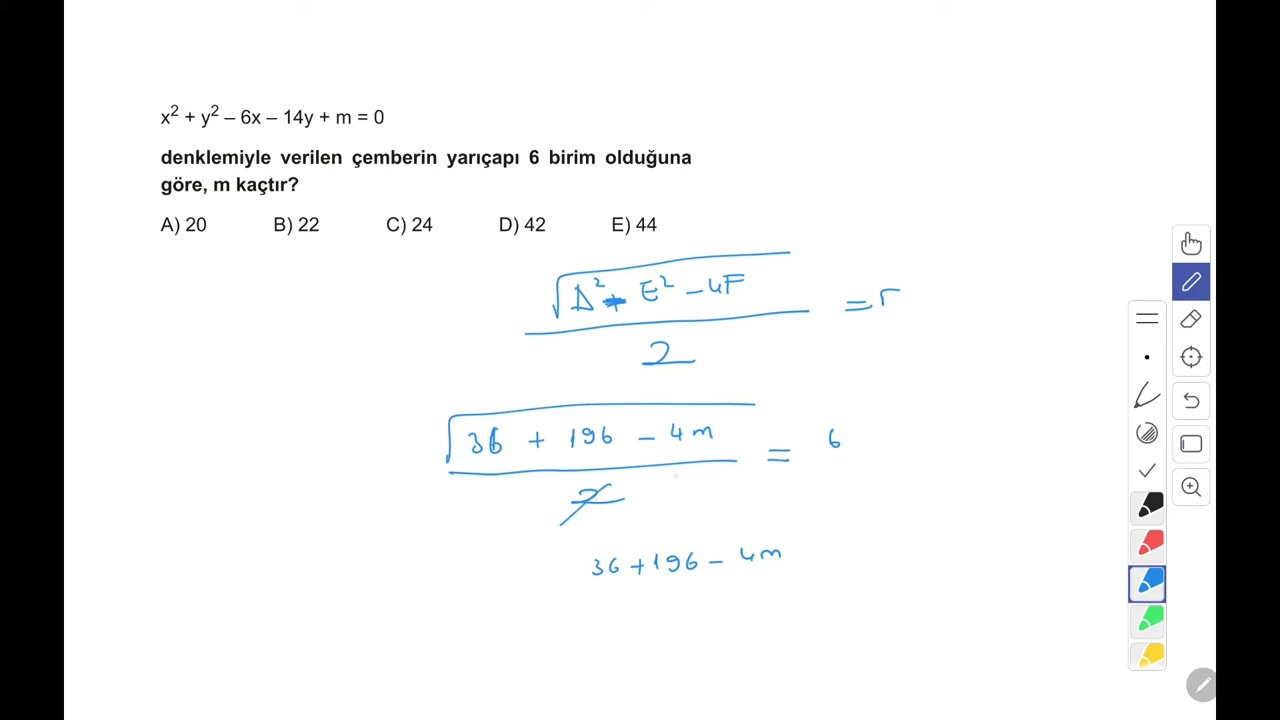 x² + y² – 6x – 14y + m = 0
denklemiyle verilen çemberin yarıçapı 6 birim olduğuna
göre, m kaçtır?
A) 20 B) 22 C) 24 D) 42 E) 44
√(Δ² + E² – 4F) / 2 = r
√(36 + 196 – 4m) / 2 = 6
36 + 196 – 4m